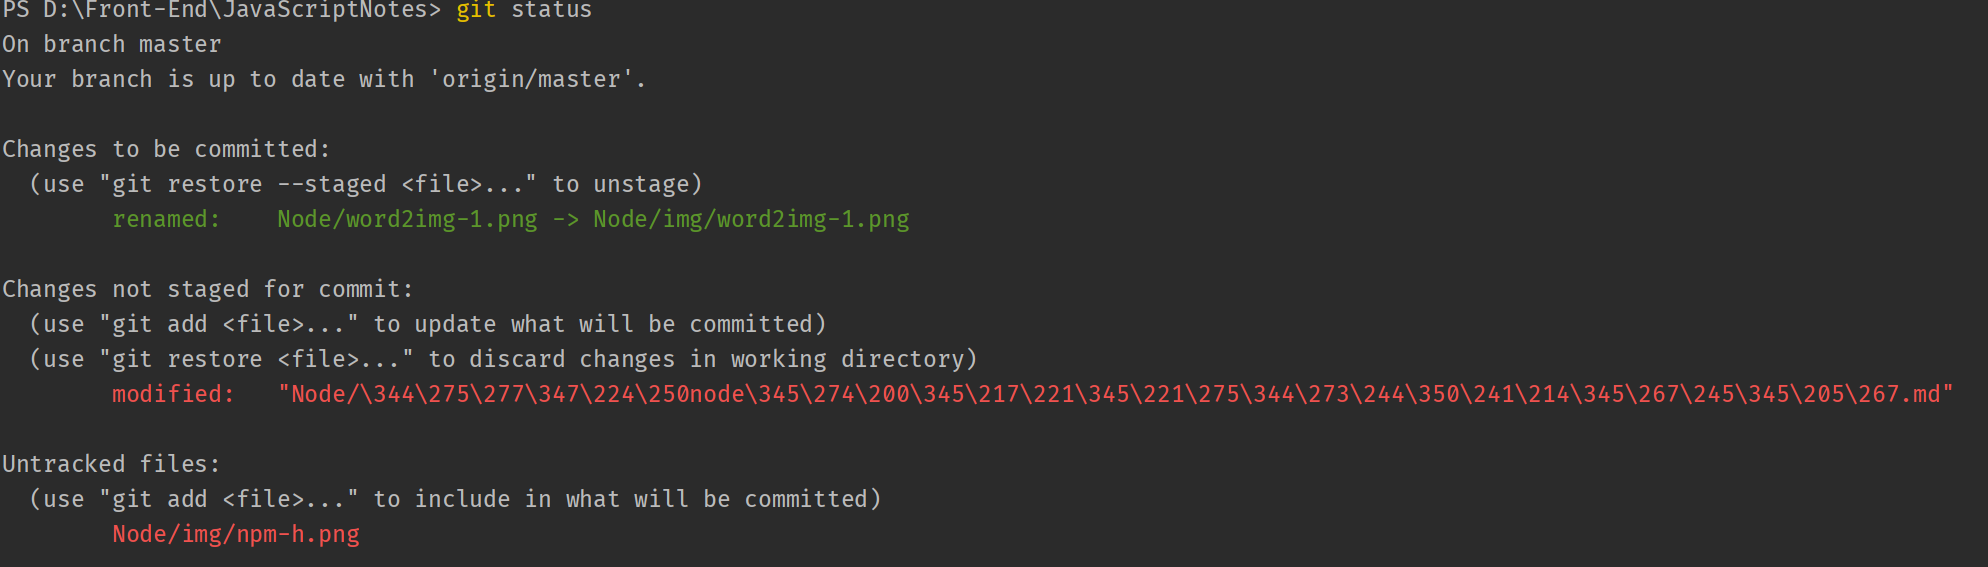 PS D:\Front-End\JavaScriptNotes> git status
On branch master
Your branch is up to date with 'origin/master'.
Changes to be committed:
(use "git restore --staged <file>..." to unstage)
renamed: Node/word2img-1.png -> Node/img/word2img-1.png
Changes not staged for commit:
(use "git add <file>..." to update what will be committed)
(use "git restore <file>..." to discard changes in working directory)
modified: "Node/\344\275\277\347\224\250node\345\274\200\345\217\221\345\221\275\344\273\244\350\241\214\345\267\245\345\205\267.md"
Untracked files:
(use "git add <file>..." to include in what will be committed)
Node/img/npm-h.png